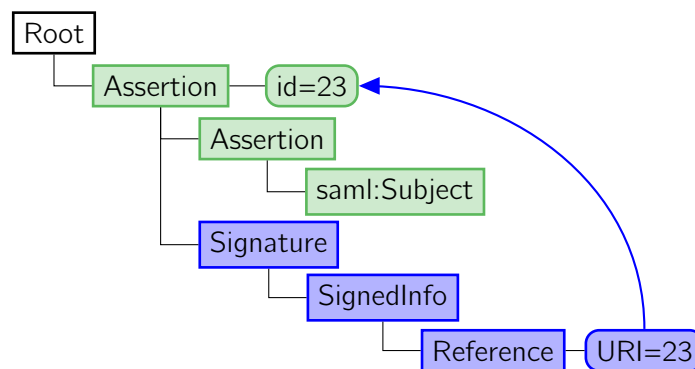 Root
Assertion id=23
Assertion
saml:Subject
Signature
SignedInfo
Reference URI=23